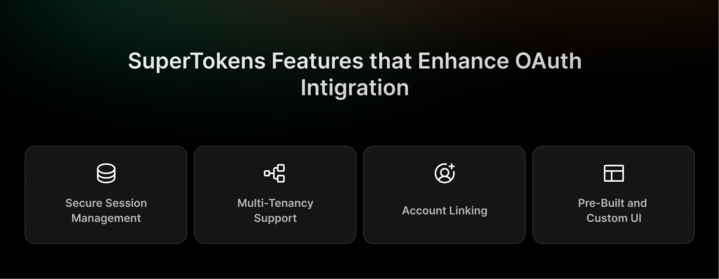 SuperTokens Features that Enhance OAuth
Intigration
Secure Session
Management
Multi-Tenancy
Support
Account Linking
Pre-Built and
Custom UI